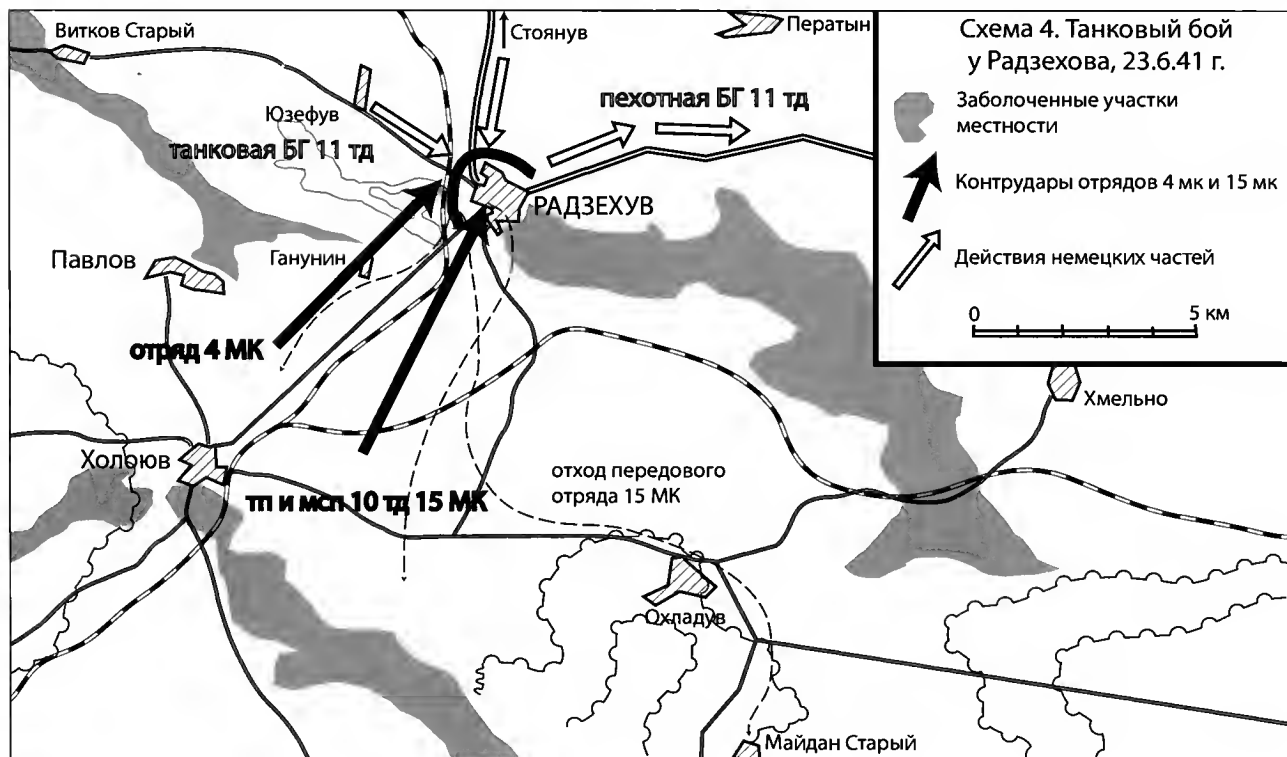 Витков Старый
Стоянув
Ператын
Схема 4. Танковый бой
у Радзехова, 23.6.41 г.
Заболоченные участки
местности
Контрудары отрядов 4 мк и 15 мк
Действия немецких частей
0 5 км
пехотная БГ 11 тд
Юзефув
танковая БГ 11 тд
РАДЗЕХУВ
Павлов
Ганунин
отряд 4 МК
Хмельно
Холоюв
отход передового
отряда 15 МК
тп и мсп 10 тд 15 МК
Охладув
Майдан Старый